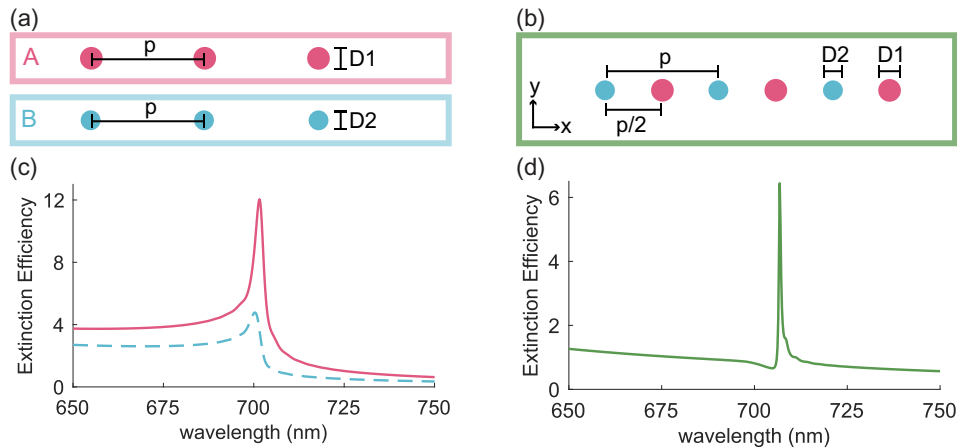 (a)
A
p
D1
B
p
D2
(b)
p
D2
D1
y
x
p/2
(c)
Extinction Efficiency
12
8
4
0
650
675
700
725
750
wavelength (nm)
(d)
Extinction Efficiency
6
4
2
0
650
675
700
725
750
wavelength (nm)